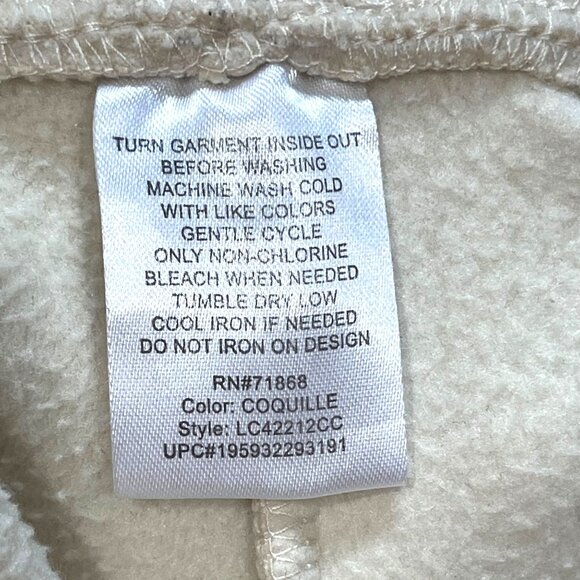 TURN GARMENT INSIDE OUT
BEFORE WASHING
MACHINE WASH COLD
WITH LIKE COLORS
GENTLE CYCLE
ONLY NON-CHLORINE
BLEACH WHEN NEEDED
TUMBLE DRY LOW
COOL IRON IF NEEDED
DO NOT IRON ON DESIGN
RN#71868
Color: COQUILLE
Style: LC42212CC
UPC#195932293191